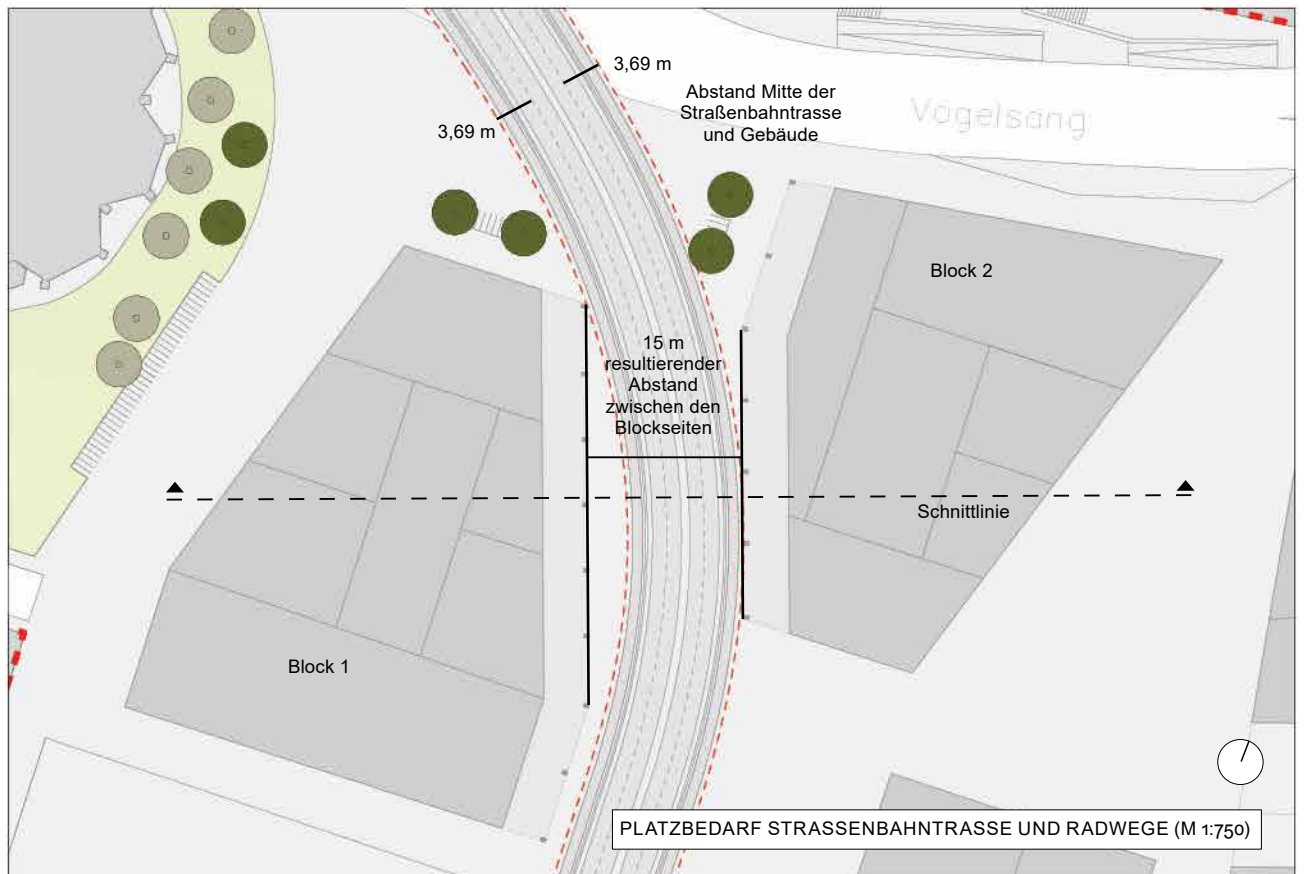 3,69 m
3,69 m
Abstand Mitte der
Straßenbahntrasse
und Gebäude
Vogelsang
Block 2
15 m
resultierender
Abstand
zwischen den
Blockseiten
Schnittlinie
Block 1
PLATZBEDARF STRASSENBAHNTRASSE UND RADWEGE (M 1:750)